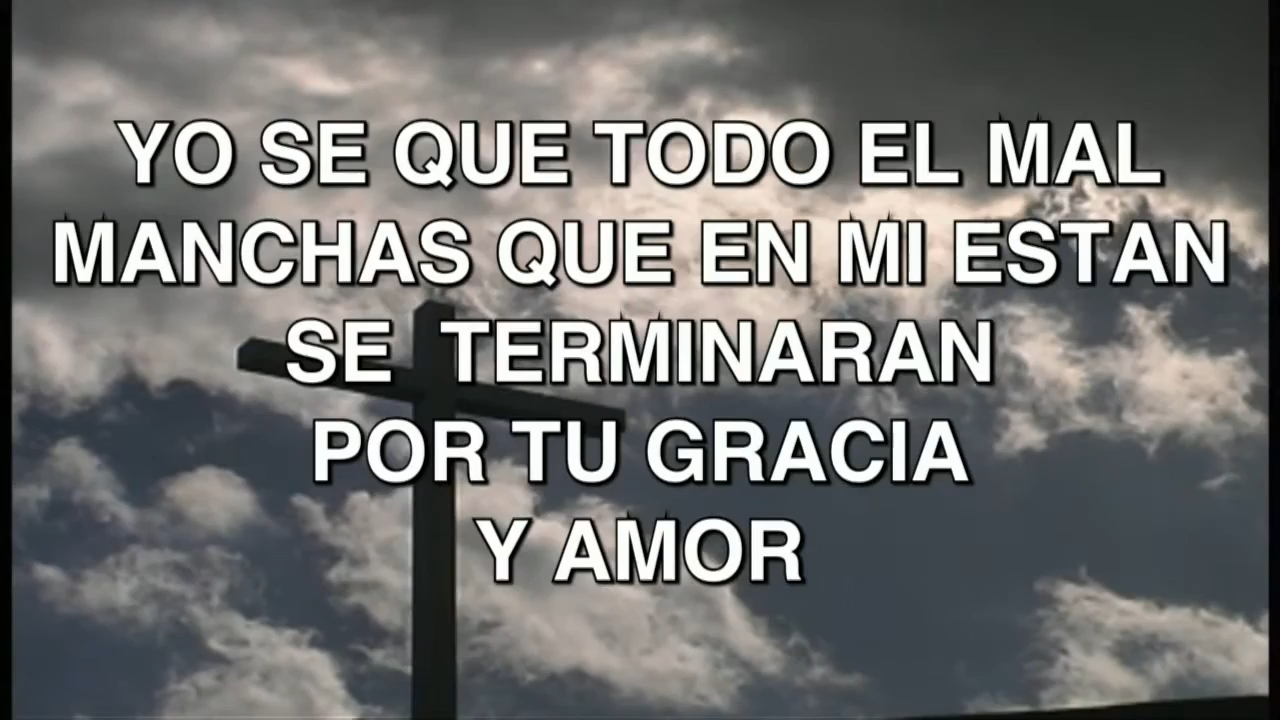 YO SE QUE TODO EL MAL
MANCHAS QUE EN MI ESTAN
SE TERMINARAN
POR TU GRACIA
Y AMOR